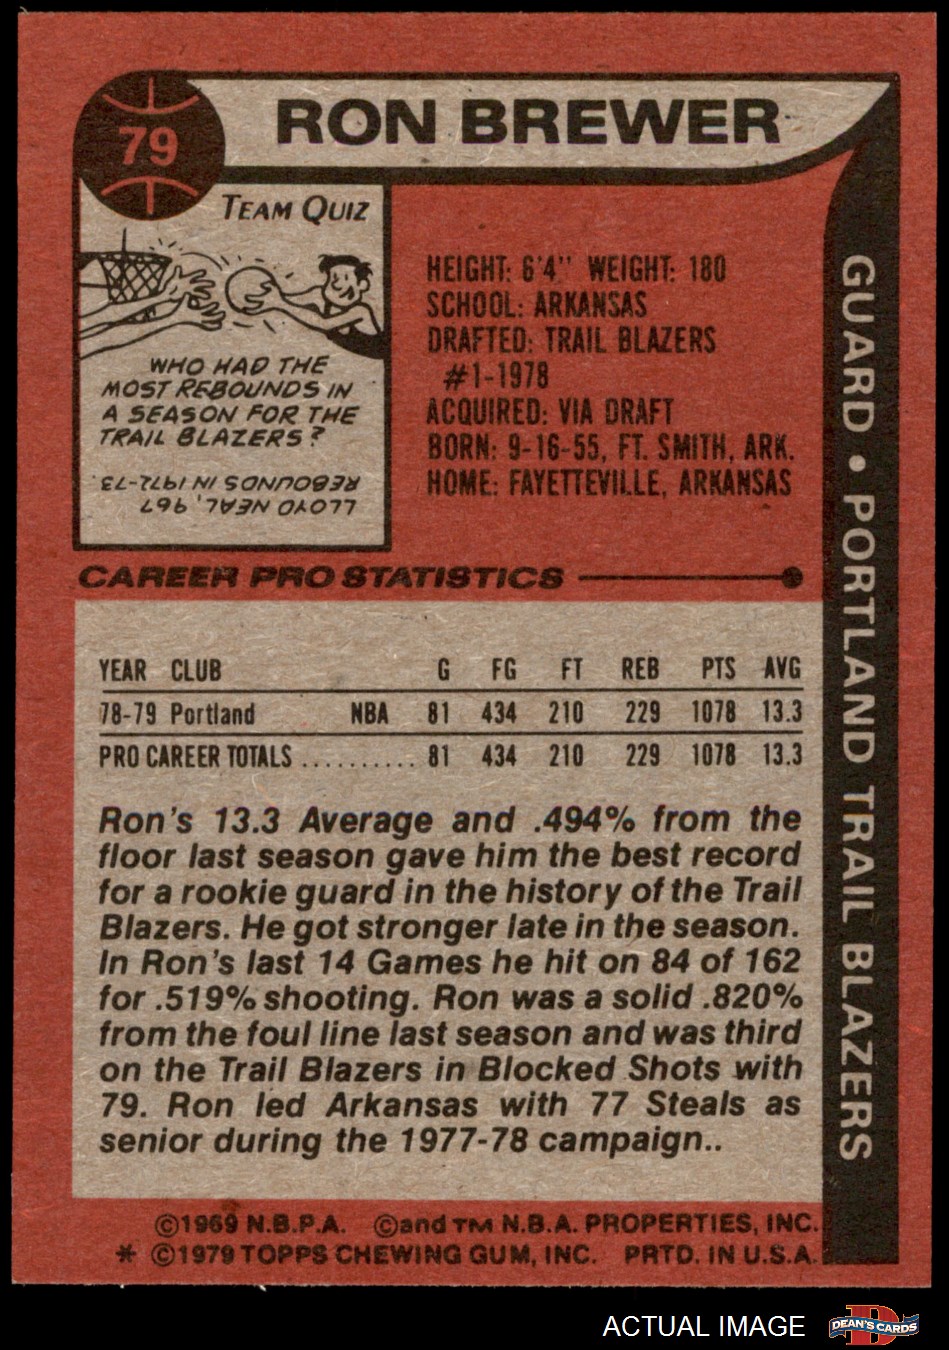 79
RON BREWER
TEAM QUIZ
WHO HAD THE
MOST REBOUNDS IN
A SEASON FOR THE
TRAIL BLAZERS?
LLOYD NEAL, 967
REBOUNDS IN 1972-73.
HEIGHT: 6'4" WEIGHT: 180
SCHOOL: ARKANSAS
DRAFTED: TRAIL BLAZERS
#1-1978
ACQUIRED: VIA DRAFT
BORN: 9-16-55, FT. SMITH, ARK.
HOME: FAYETTEVILLE, ARKANSAS
GUARD • PORTLAND TRAIL BLAZERS
CAREER PRO STATISTICS
YEAR CLUB G FG FT REB PTS AVG
78-79 Portland NBA 81 434 210 229 1078 13.3
PRO CAREER TOTALS .......... 81 434 210 229 1078 13.3
Ron's 13.3 Average and .494% from the
floor last season gave him the best record
for a rookie guard in the history of the Trail
Blazers. He got stronger late in the season.
In Ron's last 14 Games he hit on 84 of 162
for .519% shooting. Ron was a solid .820%
from the foul line last season and was third
on the Trail Blazers in Blocked Shots with
79. Ron led Arkansas with 77 Steals as
senior during the 1977-78 campaign..
©1969 N.B.P.A. ©and TM N.B.A. PROPERTIES, INC.
* ©1979 TOPPS CHEWING GUM, INC. PRTD. IN U.S.A.
ACTUAL IMAGE
D
DEAN'S CARDS